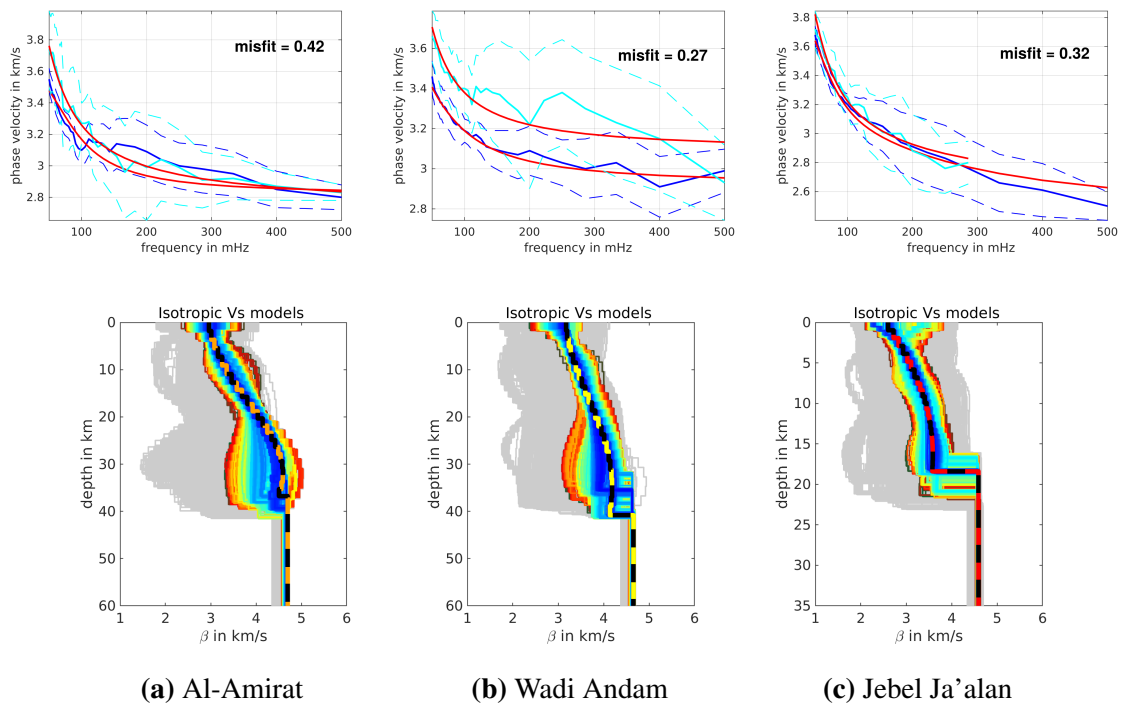 misfit = 0.42
3.8
3.6
3.4
3.2
3
2.8
phase velocity in km/s
100 200 300 400 500
frequency in mHz
misfit = 0.27
3.6
3.4
3.2
3
2.8
phase velocity in km/s
100 200 300 400 500
frequency in mHz
misfit = 0.32
3.8
3.6
3.4
3.2
3
2.8
2.6
phase velocity in km/s
100 200 300 400 500
frequency in mHz
Isotropic Vs models
0
10
20
30
40
50
60
depth in km
1 2 3 4 5 6
β in km/s
Isotropic Vs models
0
10
20
30
40
50
60
depth in km
1 2 3 4 5 6
β in km/s
Isotropic Vs models
0
5
10
15
20
25
30
35
depth in km
1 2 3 4 5 6
β in km/s
(a) Al-Amirat
(b) Wadi Andam
(c) Jebel Ja’alan